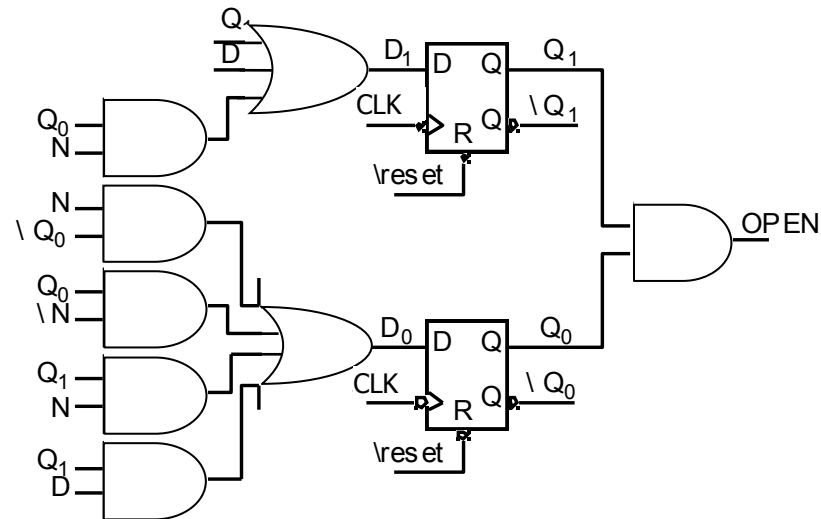 Q₁
D
D₁
D
Q
Q₁
CLK
Q
\ Q₁
R
\reset
Q₀
N
N
\ Q₀
OPEN
Q₀
\ N
D₀
D
Q
Q₀
Q₁
N
CLK
Q
\ Q₀
R
\reset
Q₁
D